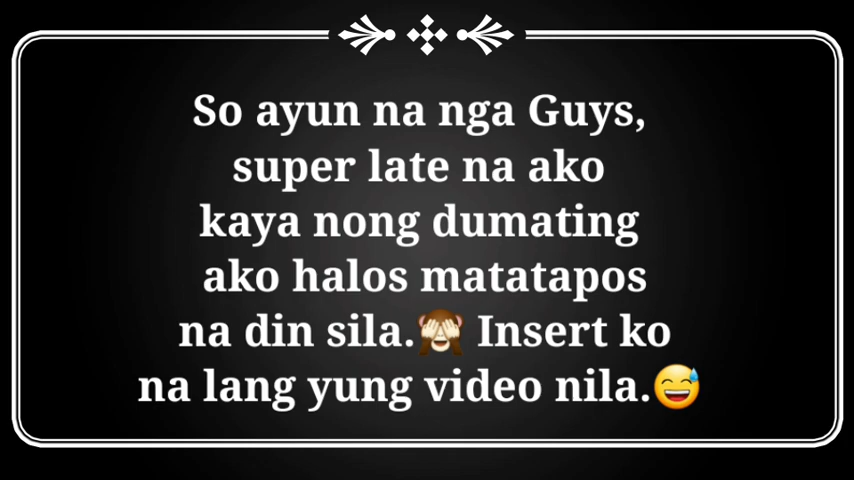 So ayun na nga Guys,
super late na ako
kaya nong dumating
ako halos matatapos
na din sila.🙈 Insert ko
na lang yung video nila.😅